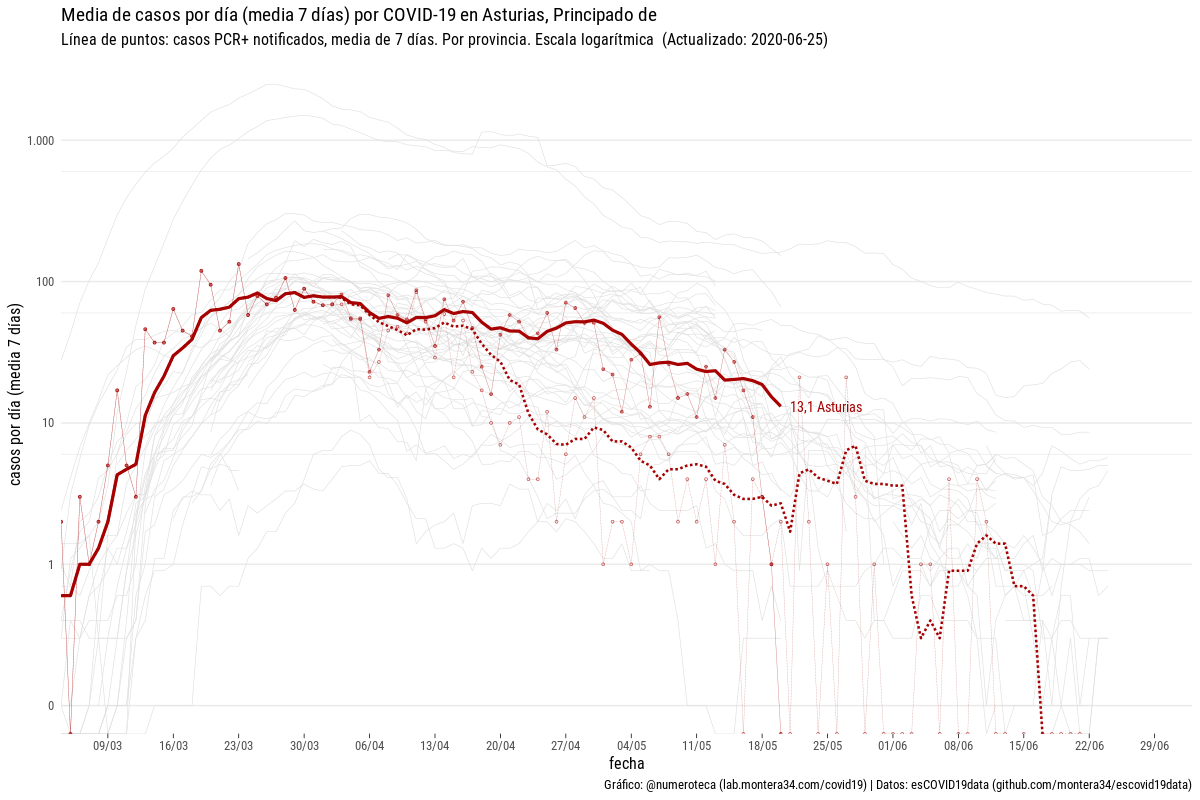 Media de casos por día (media 7 días) por COVID-19 en Asturias, Principado de
Línea de puntos: casos PCR+ notificados, media de 7 días. Por provincia. Escala logarítmica  (Actualizado: 2020-06-25)
casos por día (media 7 días)
1.000
100
10
1
0
13,1 Asturias
09/03 16/03 23/03 30/03 06/04 13/04 20/04 27/04 04/05 11/05 18/05 25/05 01/06 08/06 15/06 22/06 29/06
fecha
Gráfico: @numeroteca (lab.montera34.com/covid19) | Datos: esCOVID19data (github.com/montera34/escovid19data)